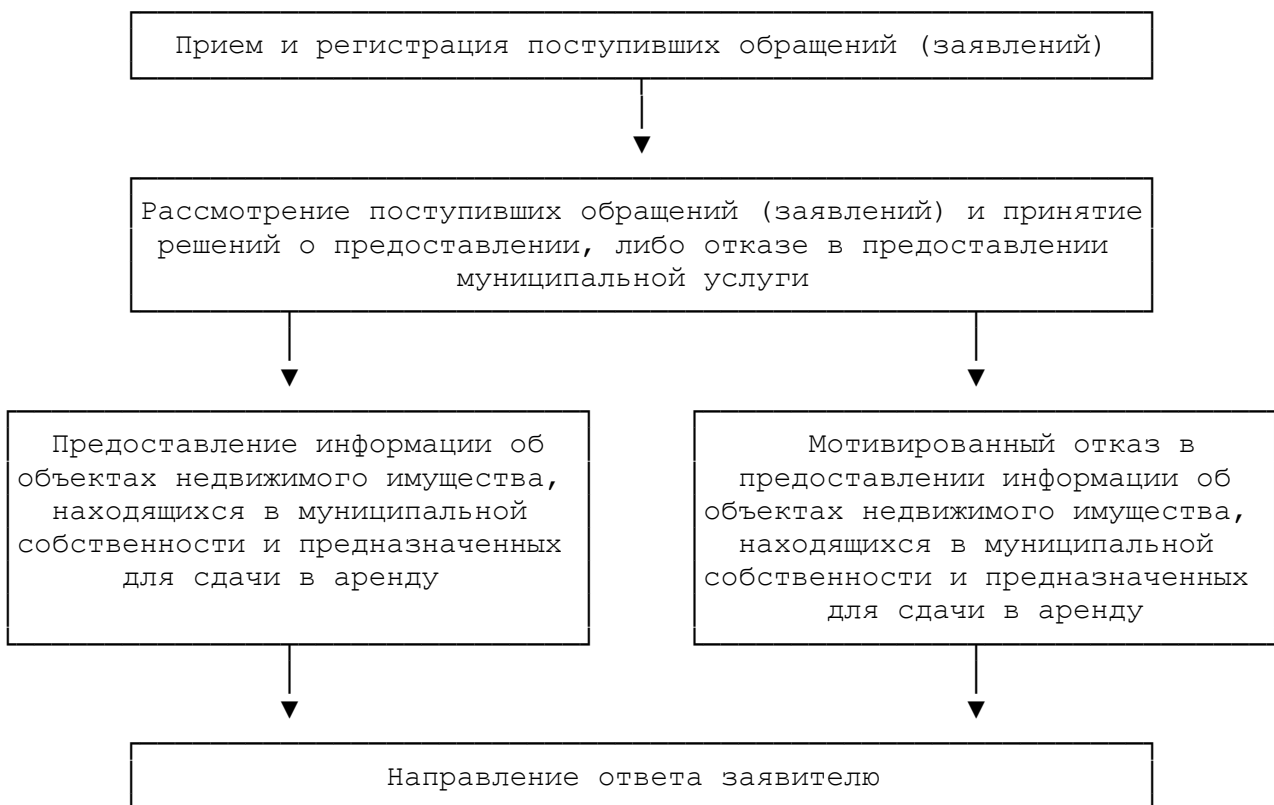 Прием и регистрация поступивших обращений (заявлений)
Рассмотрение поступивших обращений (заявлений) и принятие
решений о предоставлении, либо отказе в предоставлении
муниципальной услуги
Предоставление информации об
объектах недвижимого имущества,
находящихся в муниципальной
собственности и предназначенных
для сдачи в аренду
Мотивированный отказ в
предоставлении информации об
объектах недвижимого имущества,
находящихся в муниципальной
собственности и предназначенных
для сдачи в аренду
Направление ответа заявителю